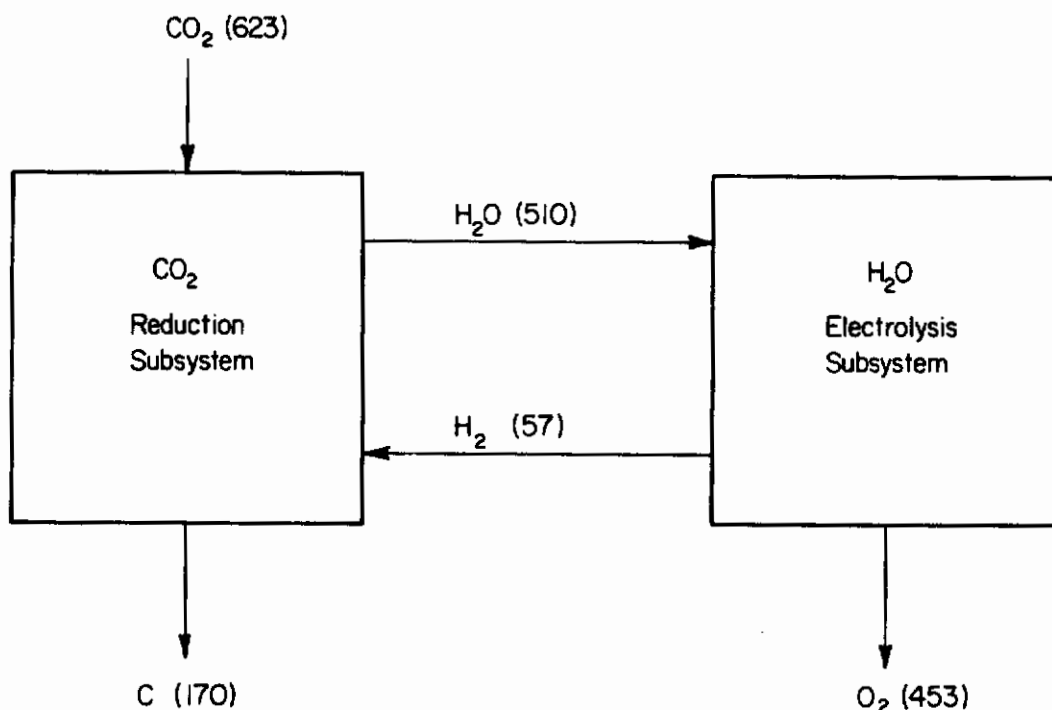 CO₂ (623)
H₂O (510)
CO₂
Reduction
Subsystem
H₂O
Electrolysis
Subsystem
H₂ (57)
C (170)
O₂ (453)